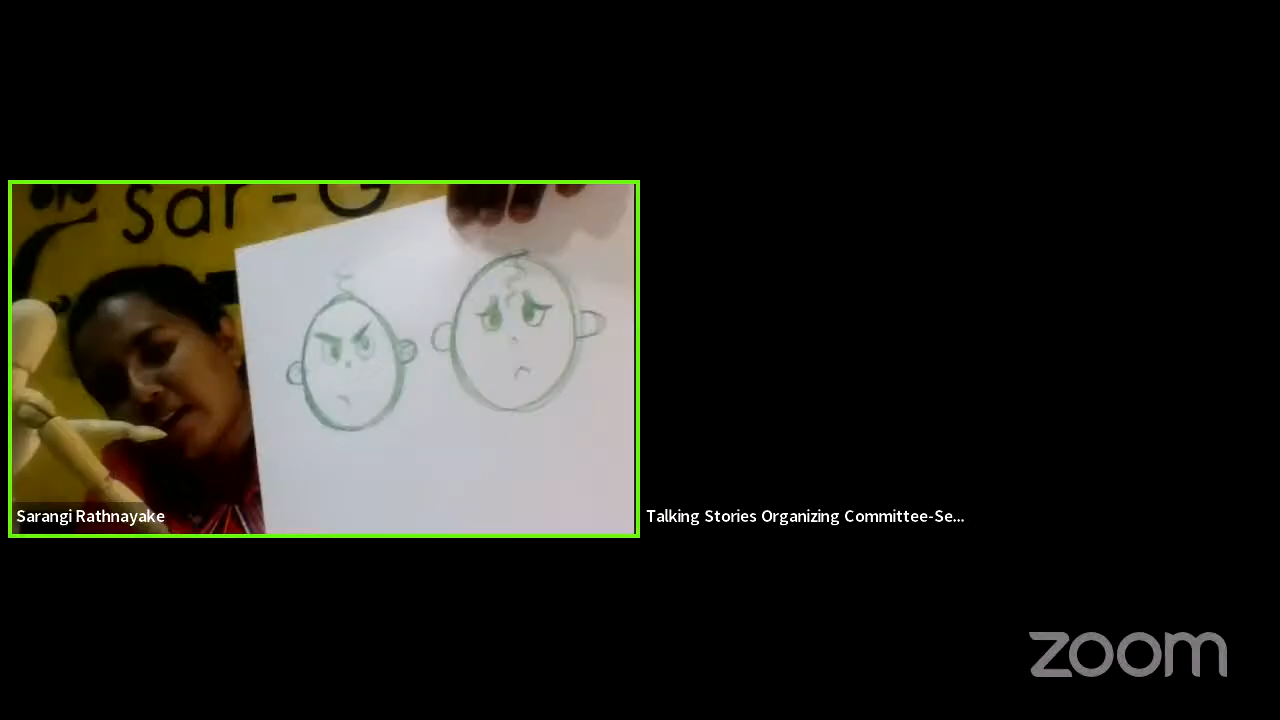 sar-G
Sarangi Rathnayake
Talking Stories Organizing Committee-Se...
zoom